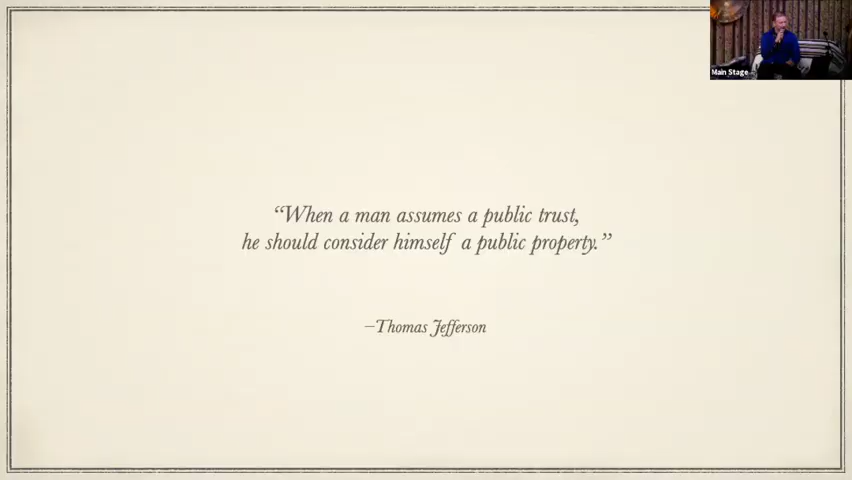 Main Stage
“When a man assumes a public trust,
he should consider himself a public property.”
–Thomas Jefferson